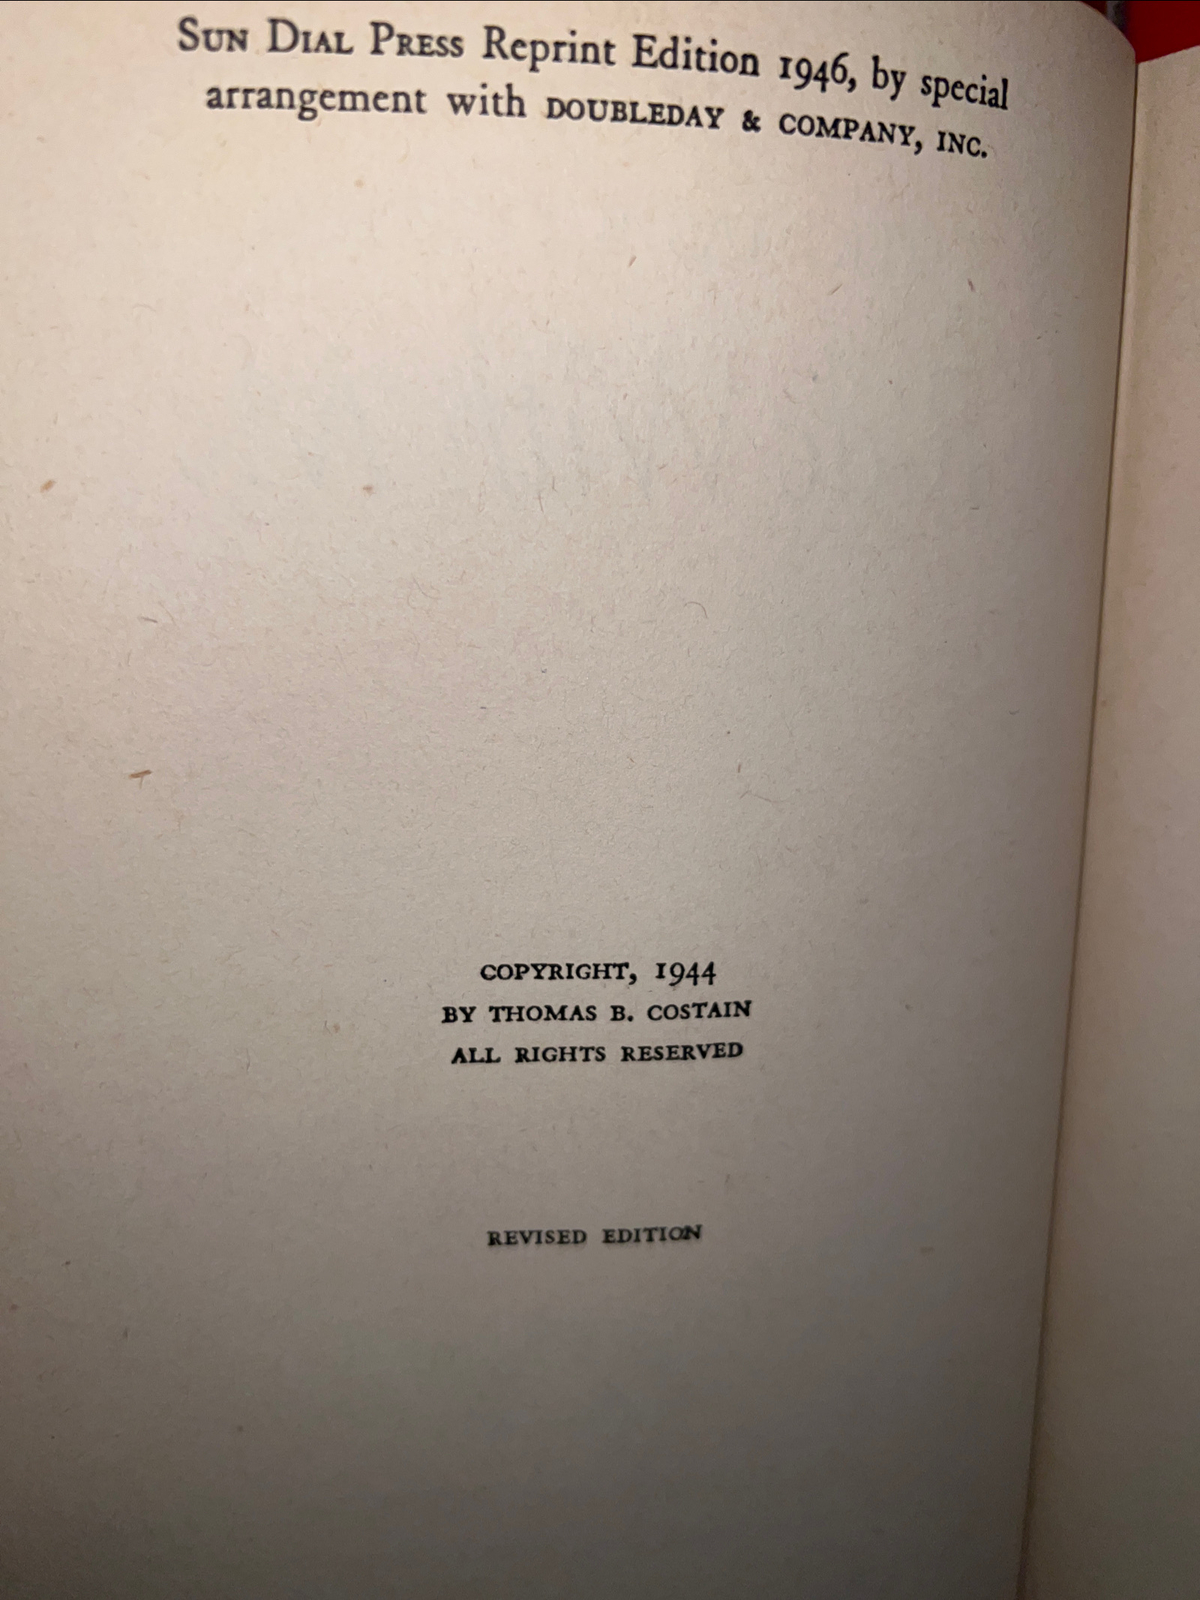 Sun Dial Press Reprint Edition 1946, by special
arrangement with DOUBLEDAY & COMPANY, INC.
COPYRIGHT, 1944
BY THOMAS B. COSTAIN
ALL RIGHTS RESERVED
REVISED EDITION